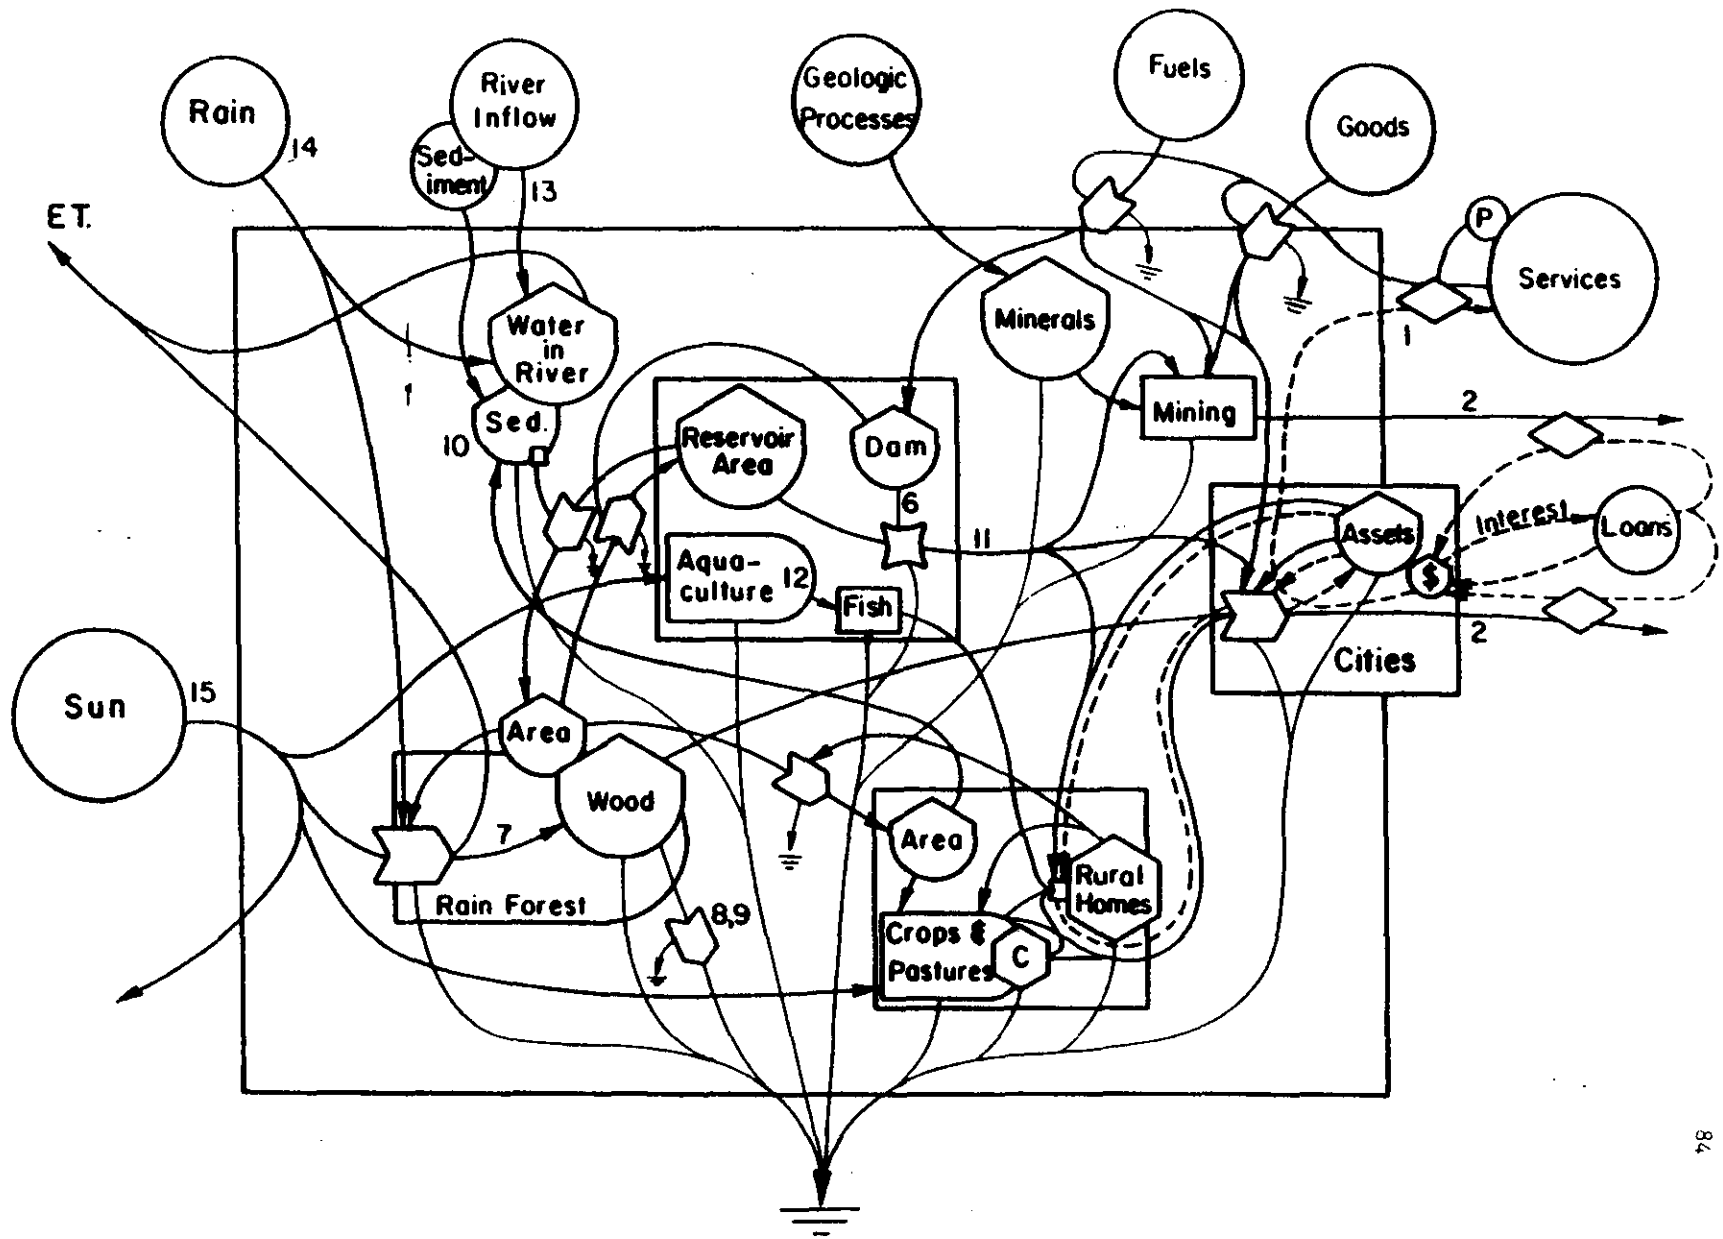 Fuels
River
Inflow
Geologic
Processes
Rain
Goods
14
Sed-
iment
13
P
E.T.
Services
Minerals
Water
in
River
1
Mining
2
Sed.
10
Reservoir
Area
Dam
6
Interest
Loans
Assets
11
Aqua-
culture
12
$
Fish
2
Cities
15
Sun
Area
Wood
7
Area
Rural
Homes
Rain Forest
8,9
Crops &
Pastures
C
84